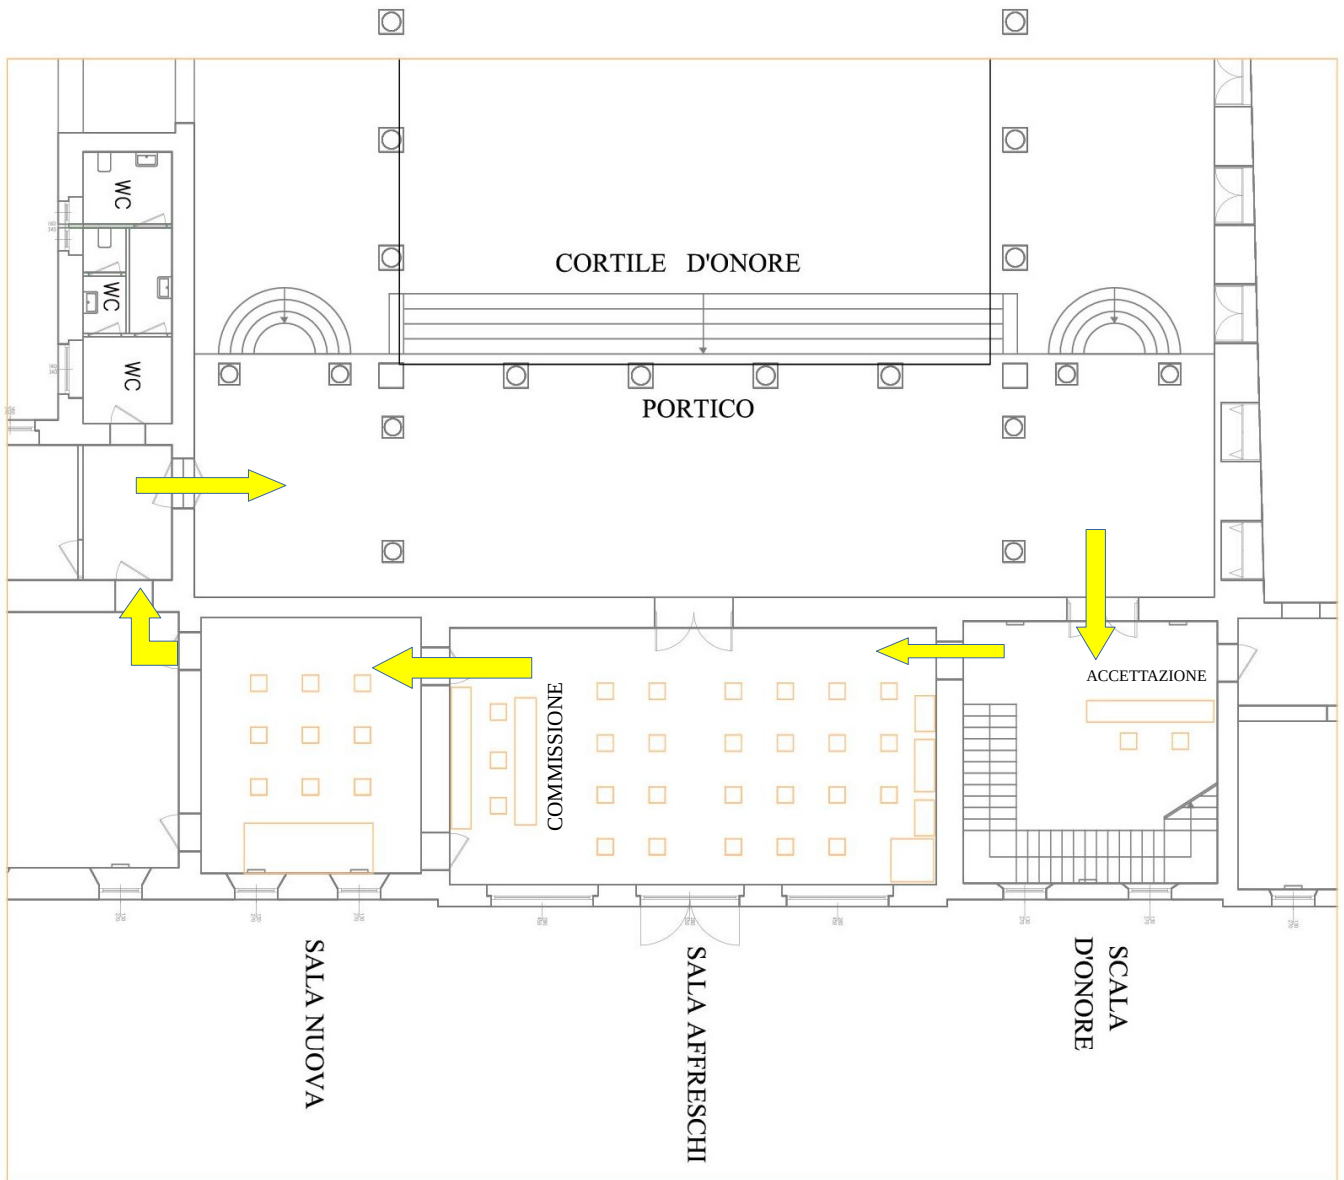 WC
WC
WC
CORTILE D'ONORE
PORTICO
ACCETTAZIONE
COMMISSIONE
SALA NUOVA
SALA AFFRESCHI
SCALA
D'ONORE